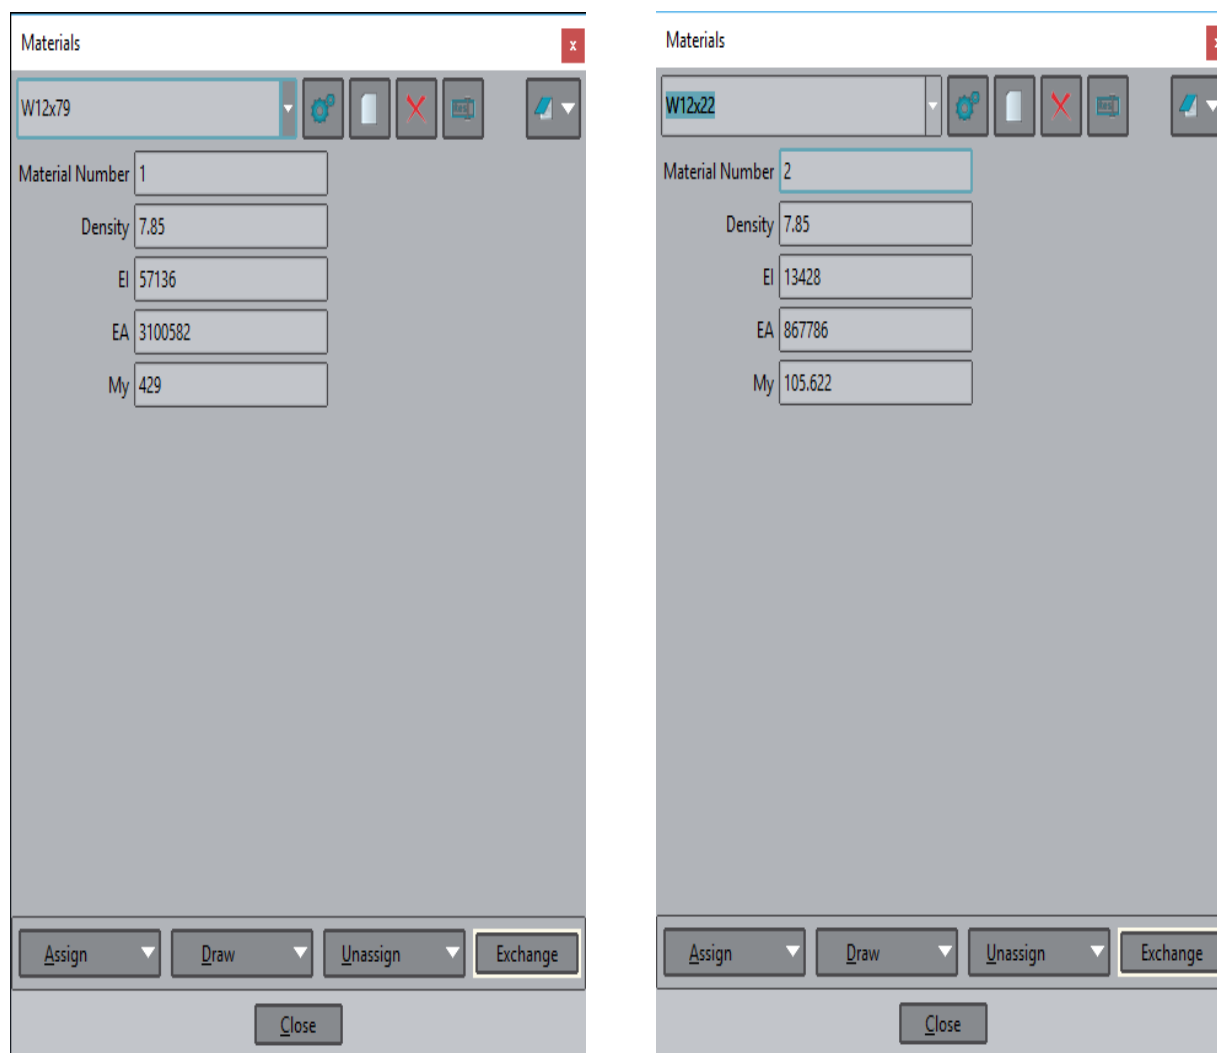 Materials
x
W12x79
Material Number 1
Density 7.85
EI 57136
EA 3100582
My 429
Assign
Draw
Unassign
Exchange
Close
Materials
W12x22
Material Number 2
Density 7.85
EI 13428
EA 867786
My 105.622
Assign
Draw
Unassign
Exchange
Close